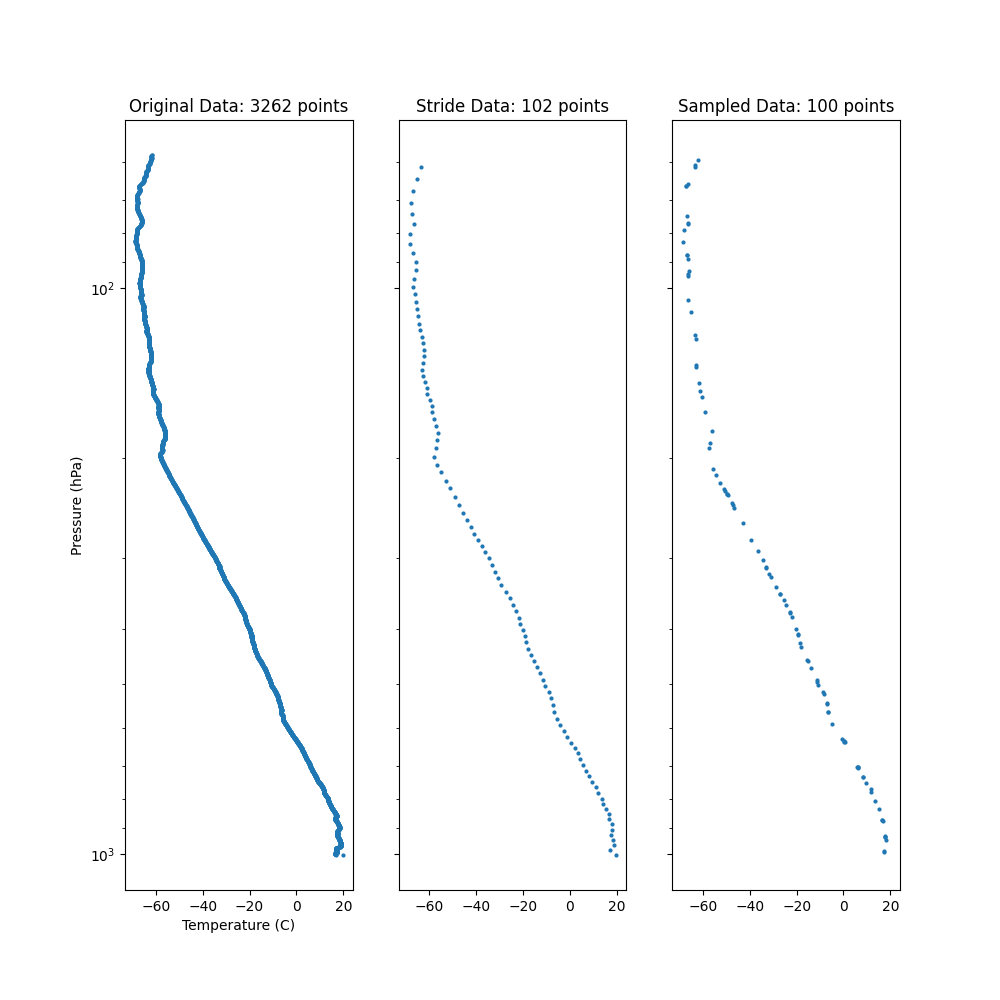 Original Data: 3262 points
Stride Data: 102 points
Sampled Data: 100 points
Pressure (hPa)
10²
10³
−60 −40 −20 0 20
−60 −40 −20 0 20
−60 −40 −20 0 20
Temperature (C)